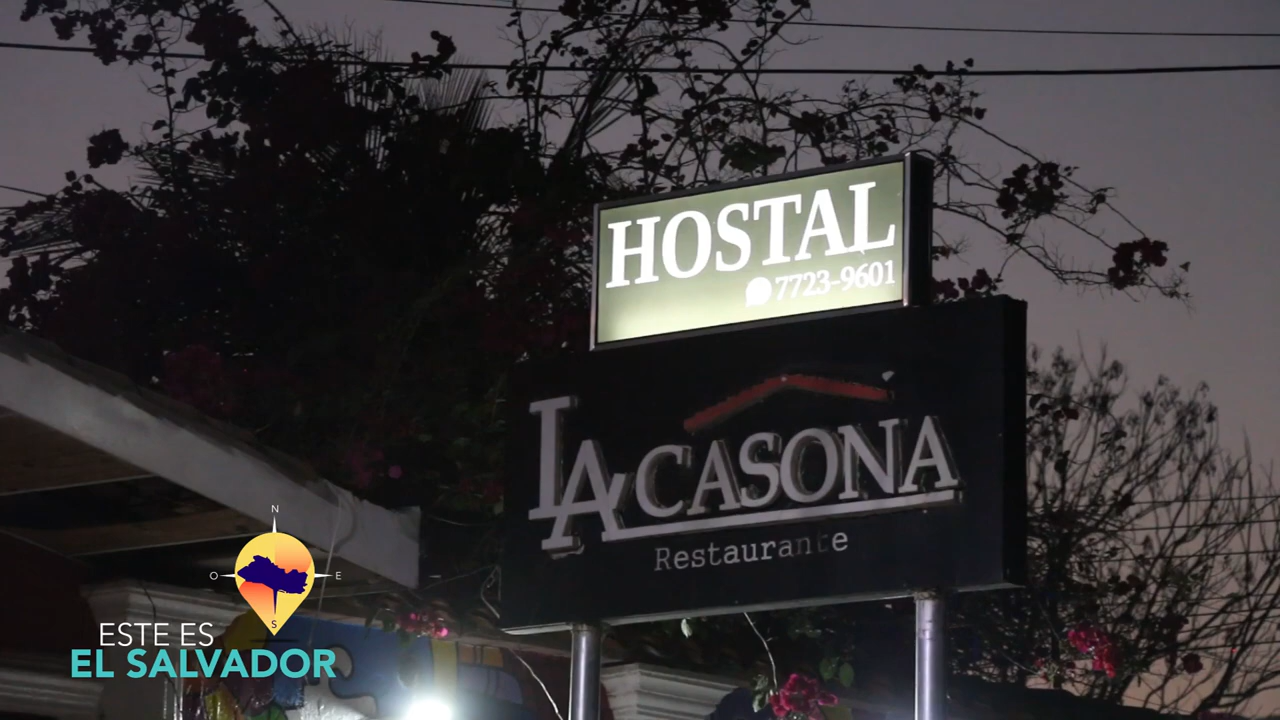 HOSTAL
7723-9601
LA CASONA
Restaurante
N
O E
S
ESTE ES
EL SALVADOR